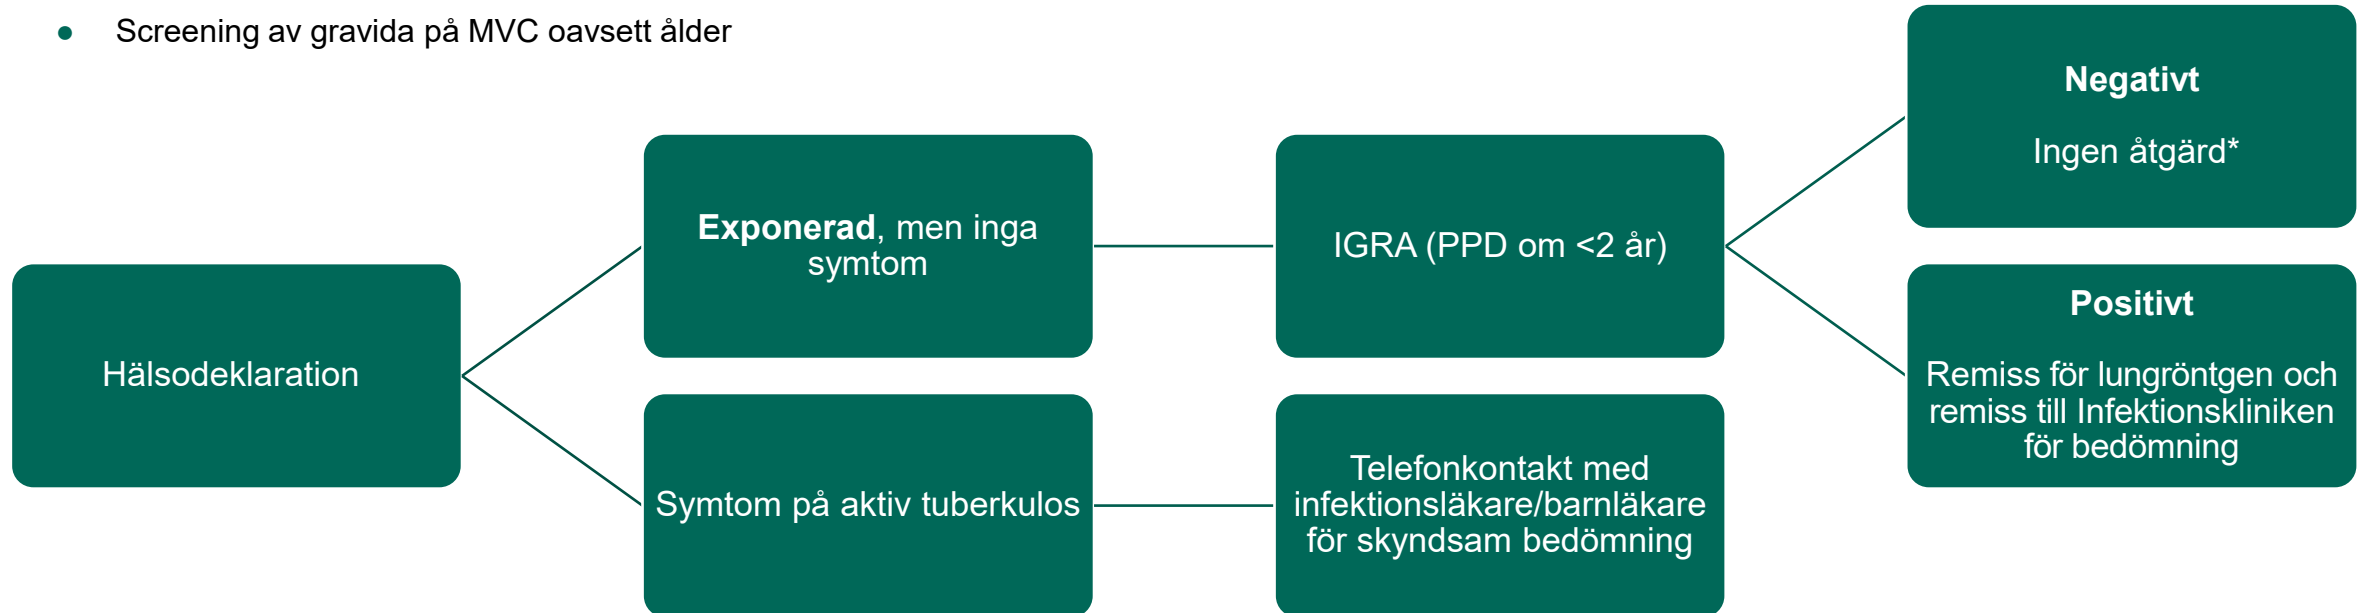 Screening av gravida på MVC oavsett ålder
Hälsodeklaration
Exponerad, men inga
symtom
IGRA (PPD om <2 år)
Negativt
Ingen åtgärd*
Positivt
Remiss för lungröntgen och
remiss till Infektionskliniken
för bedömning
Symtom på aktiv tuberkulos
Telefonkontakt med
infektionsläkare/barnläkare
för skyndsam bedömning